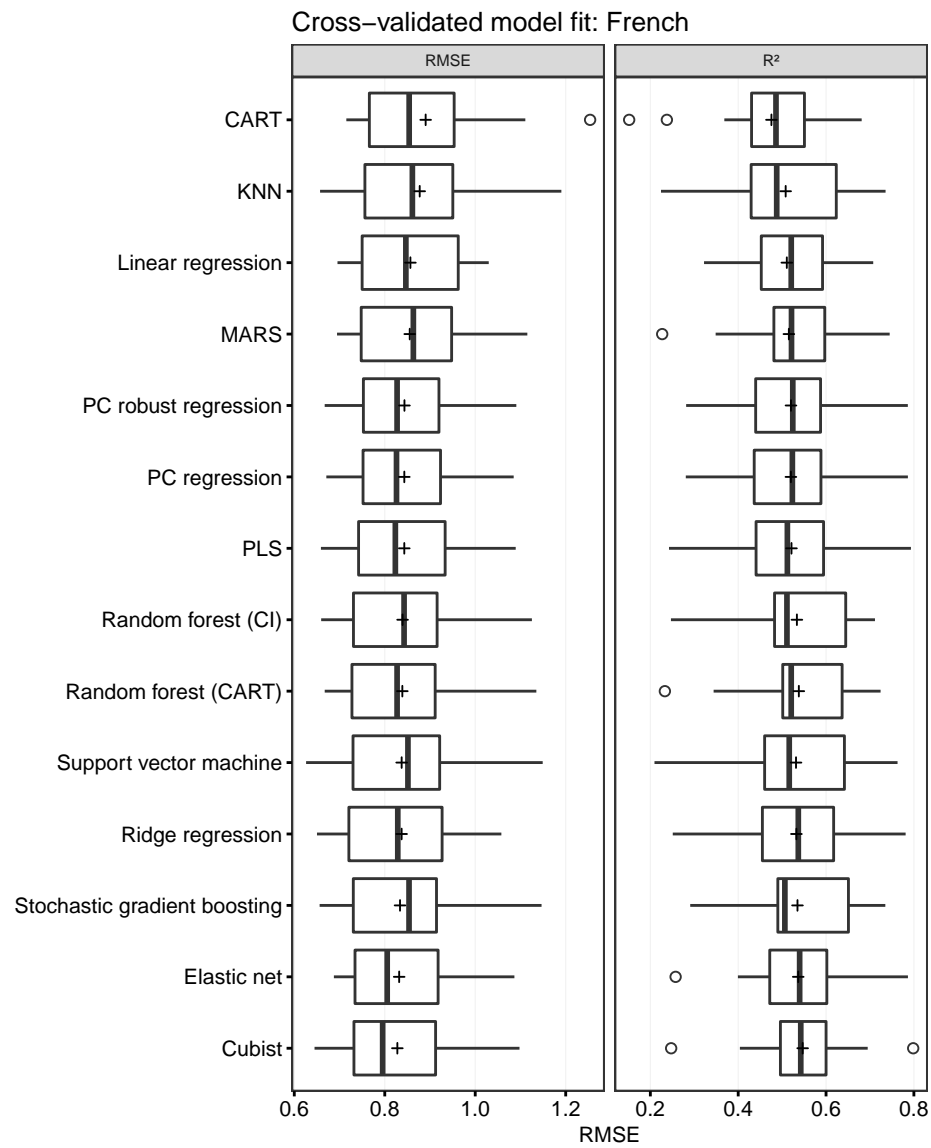 Cross−validated model fit: French
RMSE
R²
CART
KNN
Linear regression
MARS
PC robust regression
PC regression
PLS
Random forest (CI)
Random forest (CART)
Support vector machine
Ridge regression
Stochastic gradient boosting
Elastic net
Cubist
0.6 0.8 1.0 1.2 0.2 0.4 0.6 0.8
RMSE